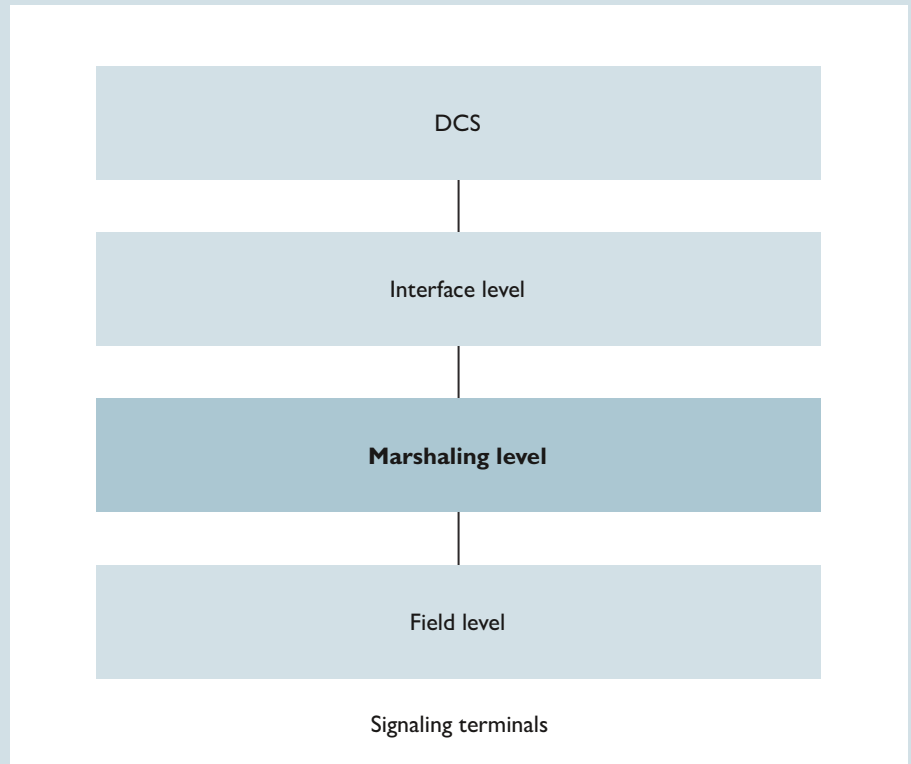 DCS
Interface level
Marshaling level
Field level
Signaling terminals